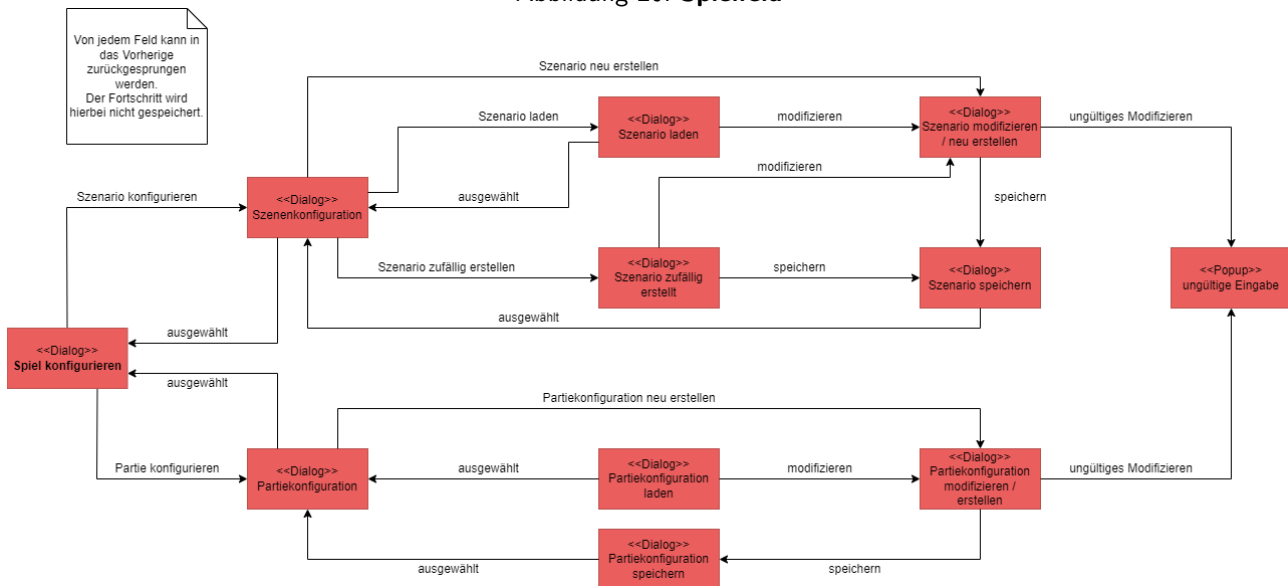 Abbildung 10: Spielfeld
Von jedem Feld kann in
das Vorherige
zurückgesprungen
werden.
Der Fortschritt wird
hierbei nicht gespeichert.
Szenario neu erstellen
Szenario laden
<<Dialog>>
Szenario laden
modifizieren
<<Dialog>>
Szenario modifizieren
/ neu erstellen
ungültiges Modifizieren
modifizieren
Szenario konfigurieren
<<Dialog>>
Szenenkonfiguration
ausgewählt
speichern
Szenario zufällig erstellen
<<Dialog>>
Szenario zufällig
erstellt
speichern
<<Dialog>>
Szenario speichern
<<Popup>>
ungültige Eingabe
ausgewählt
ausgewählt
<<Dialog>>
Spiel konfigurieren
ausgewählt
Partiekonfiguration neu erstellen
Partie konfigurieren
<<Dialog>>
Partiekonfiguration
ausgewählt
<<Dialog>>
Partiekonfiguration
laden
modifizieren
<<Dialog>>
Partiekonfiguration
modifizieren /
erstellen
ungültiges Modifizieren
ausgewählt
<<Dialog>>
Partiekonfiguration
speichern
speichern